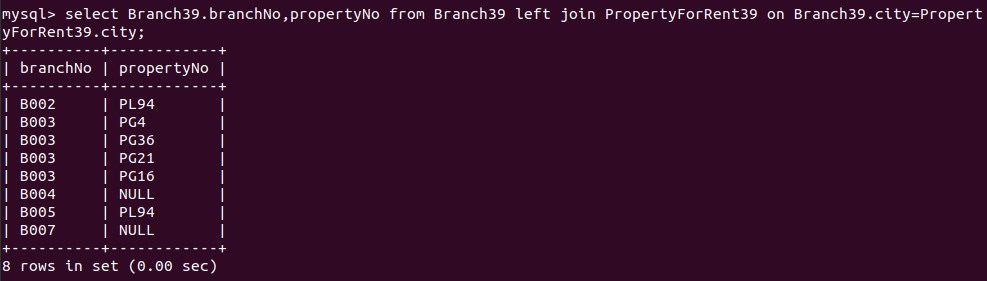 mysql> select Branch39.branchNo,propertyNo from Branch39 left join PropertyForRent39 on Branch39.city=Propert
yForRent39.city;
+----------+------------+
| branchNo | propertyNo |
+----------+------------+
| B002     | PL94       |
| B003     | PG4        |
| B003     | PG36       |
| B003     | PG21       |
| B003     | PG16       |
| B004     | NULL       |
| B005     | PL94       |
| B007     | NULL       |
+----------+------------+
8 rows in set (0.00 sec)